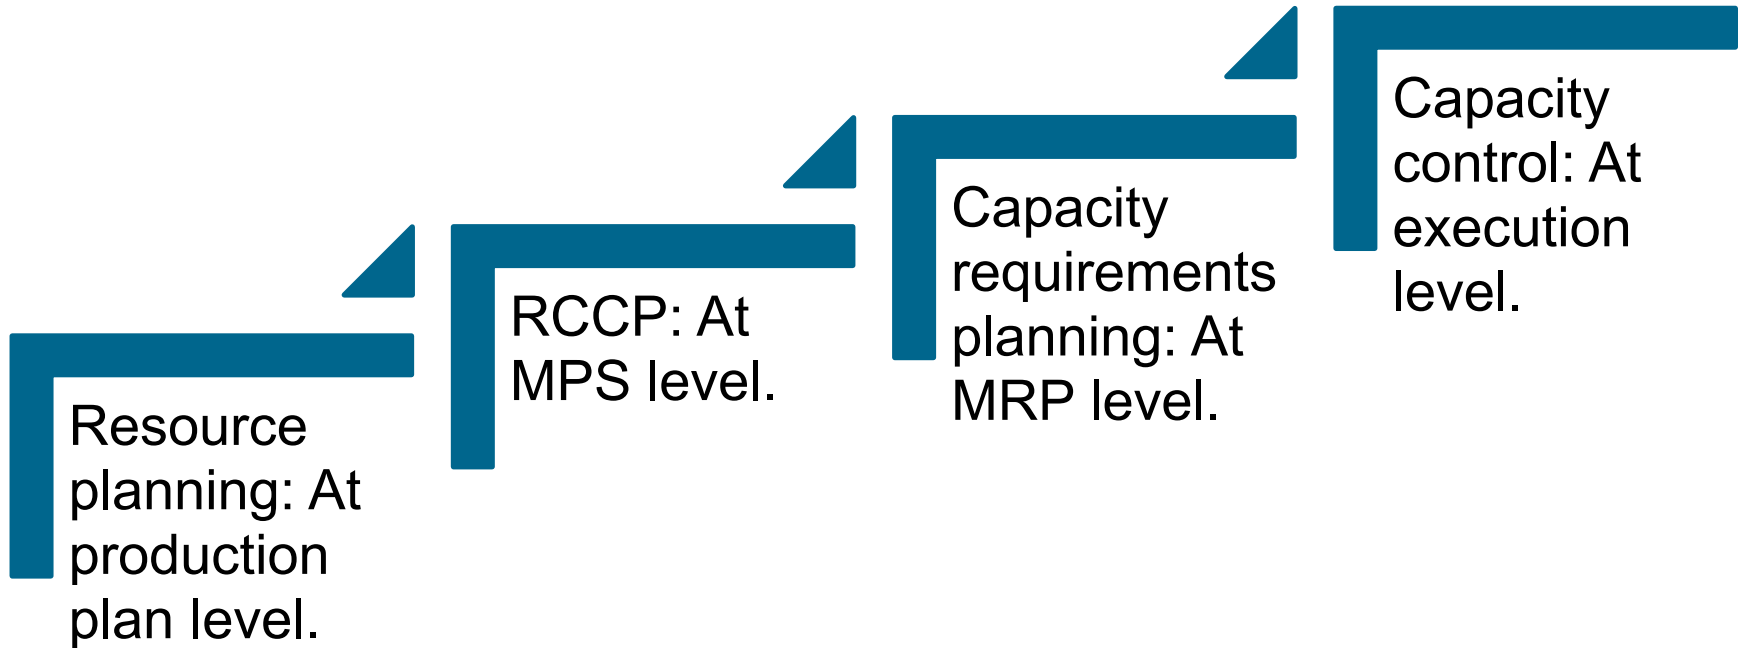 Resource
planning: At
production
plan level.
RCCP: At
MPS level.
Capacity
requirements
planning: At
MRP level.
Capacity
control: At
execution
level.